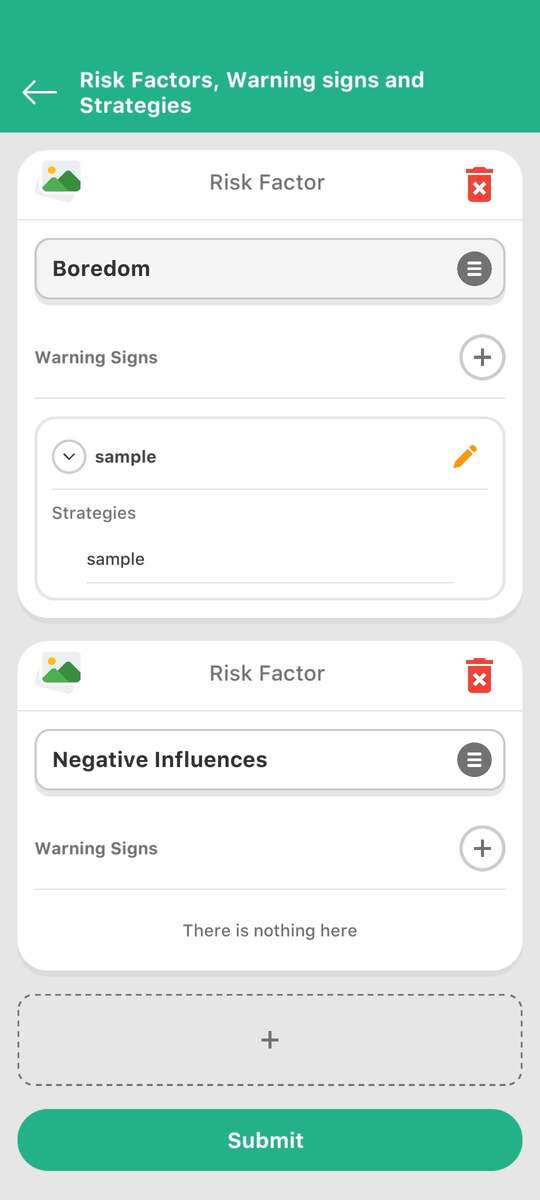 Risk Factors, Warning signs and
Strategies
Risk Factor
Boredom
Warning Signs
sample
Strategies
sample
Risk Factor
Negative Influences
Warning Signs
There is nothing here
+
Submit